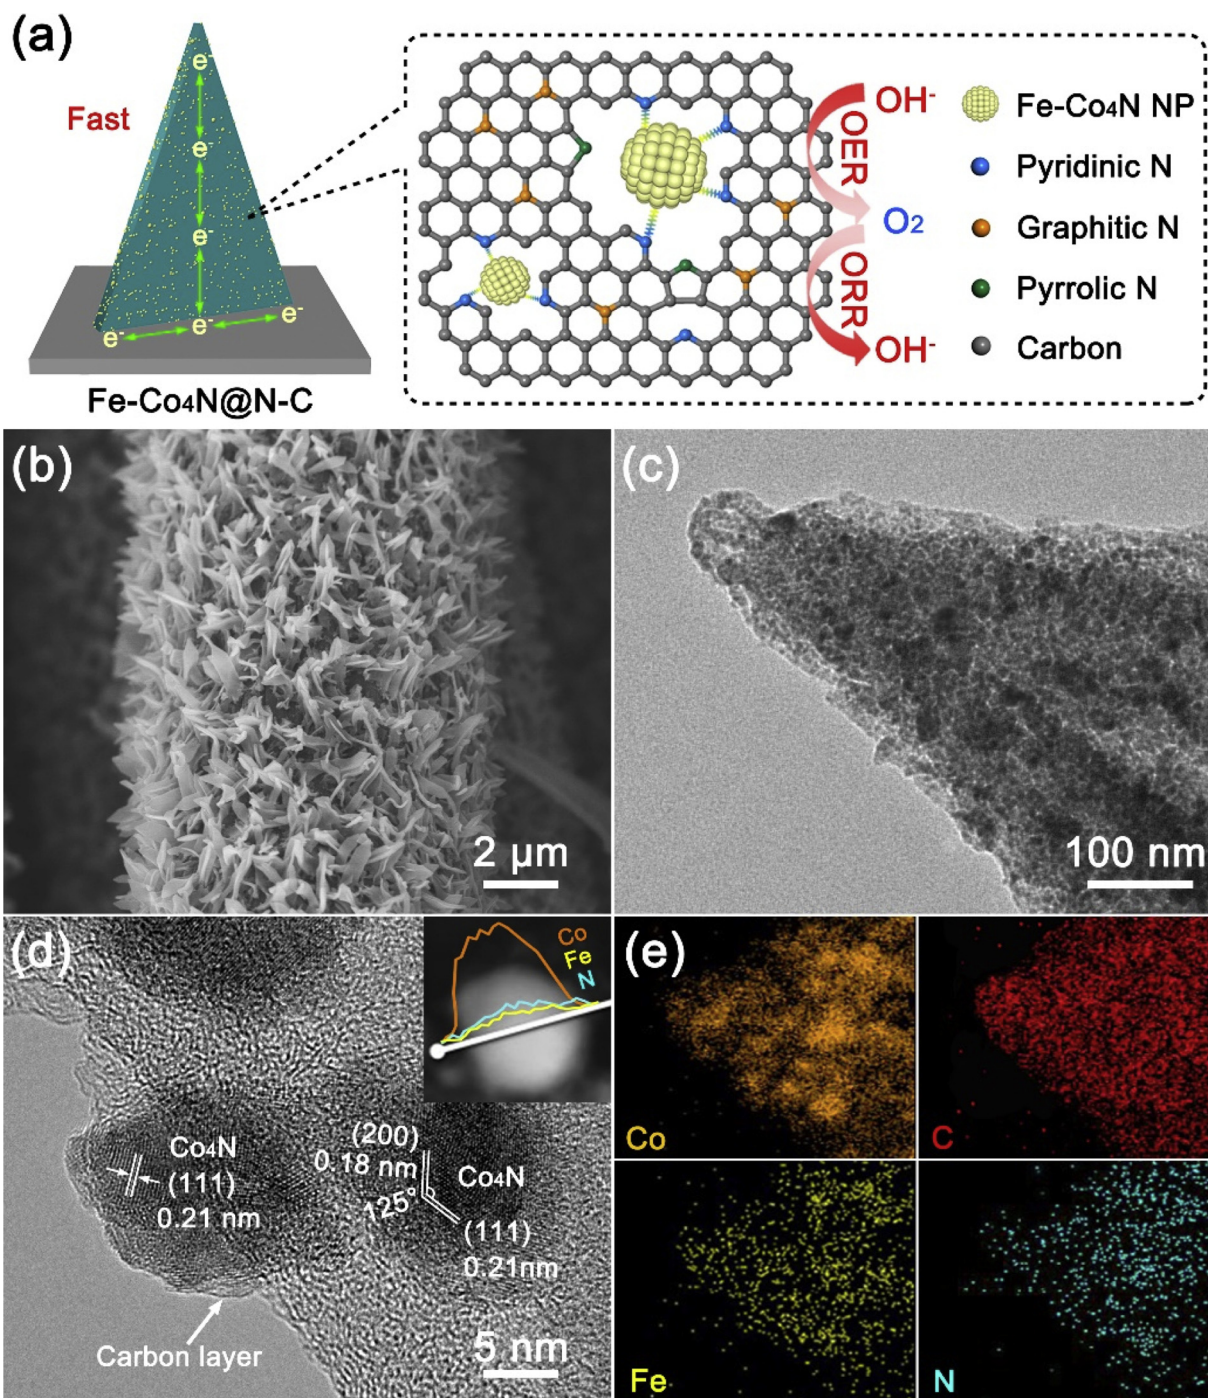 (a)
Fast
e-
e-
e-
e-
e-
e-
Fe-Co4N@N-C
OH-
OER
O2
ORR
OH-
Fe-Co4N NP
Pyridinic N
Graphitic N
Pyrrolic N
Carbon
(b)
2 μm
(c)
100 nm
(d)
Co
Fe
N
Co4N
(111)
0.21 nm
(200)
0.18 nm
125°
Co4N
(111)
0.21nm
Carbon layer
5 nm
(e)
Co
C
Fe
N